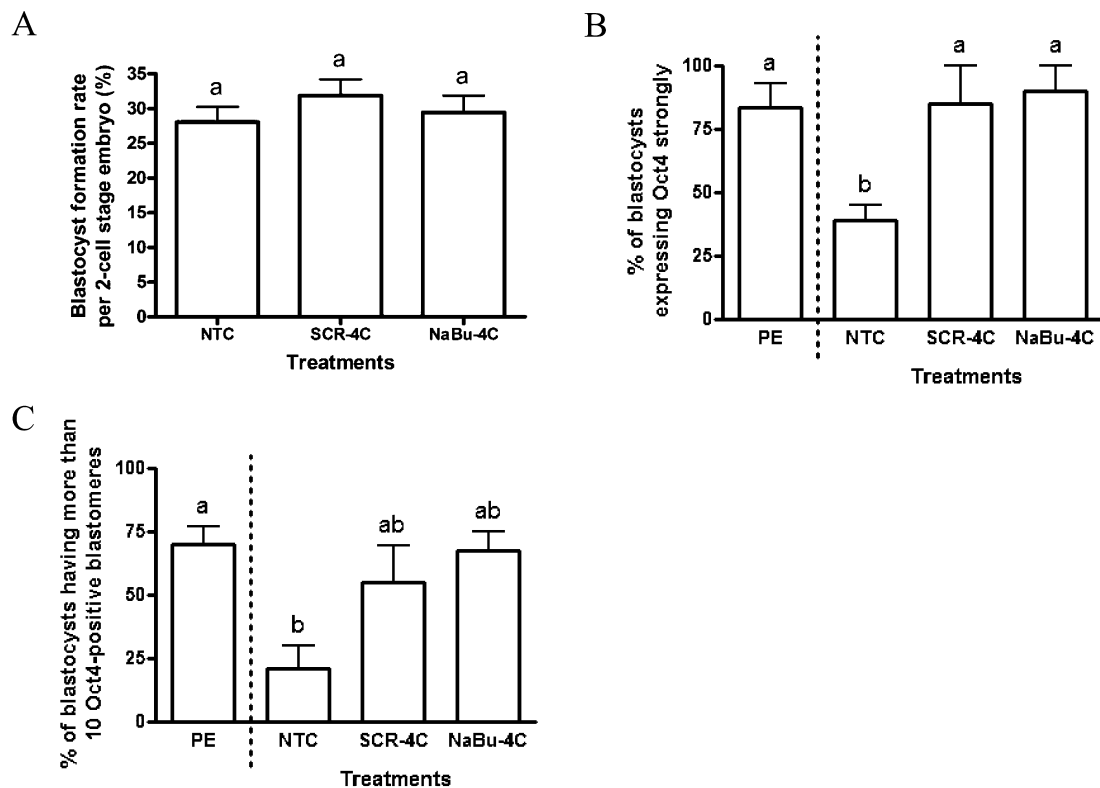 A
Blastocyst formation rate
per 2-cell stage embryo (%)
35
30
25
20
15
10
5
0
a
a
a
NTC
SCR-4C
NaBu-4C
Treatments
B
% of blastocysts
expressing Oct4 strongly
100
75
50
25
0
a
b
a
a
PE
NTC
SCR-4C
NaBu-4C
Treatments
C
% of blastocysts having more than
10 Oct4-positive blastomeres
100
75
50
25
0
a
b
ab
ab
PE
NTC
SCR-4C
NaBu-4C
Treatments